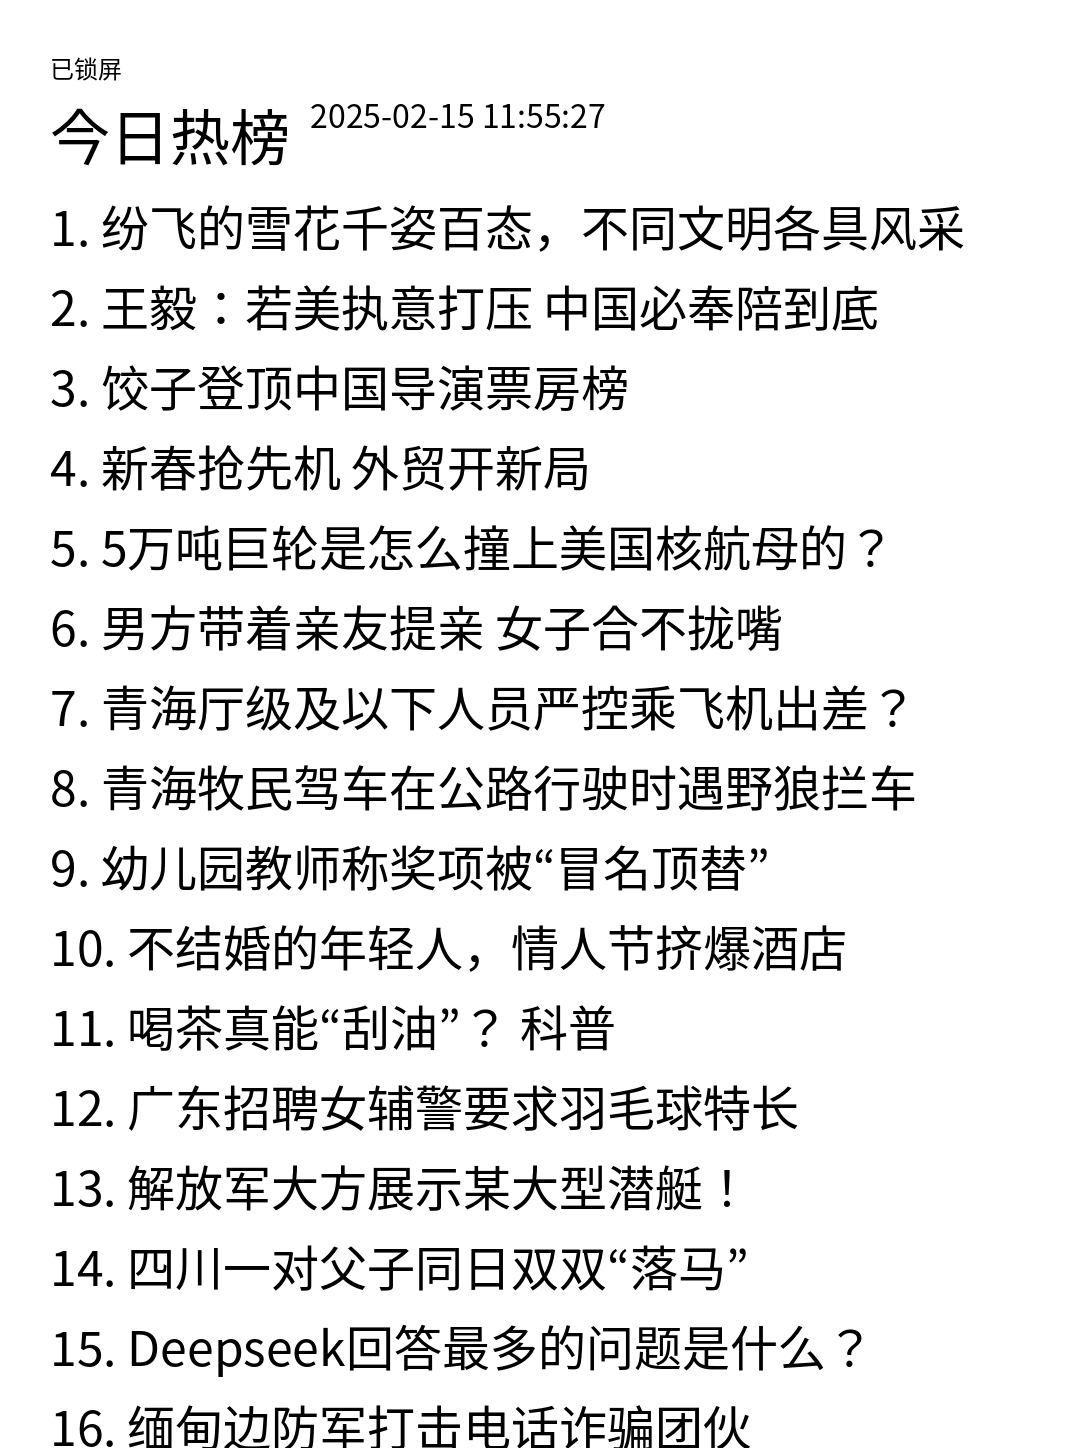 已锁屏
今日热榜 2025-02-15 11:55:27
1. 纷飞的雪花千姿百态，不同文明各具风采
2. 王毅：若美执意打压 中国必奉陪到底
3. 饺子登顶中国导演票房榜
4. 新春抢先机 外贸开新局
5. 5万吨巨轮是怎么撞上美国核航母的？
6. 男方带着亲友提亲 女子合不拢嘴
7. 青海厅级及以下人员严控乘飞机出差？
8. 青海牧民驾车在公路行驶时遇野狼拦车
9. 幼儿园教师称奖项被“冒名顶替”
10. 不结婚的年轻人，情人节挤爆酒店
11. 喝茶真能“刮油”？ 科普
12. 广东招聘女辅警要求羽毛球特长
13. 解放军大方展示某大型潜艇！
14. 四川一对父子同日双双“落马”
15. Deepseek回答最多的问题是什么？
16. 缅甸边防军打击电话诈骗团伙